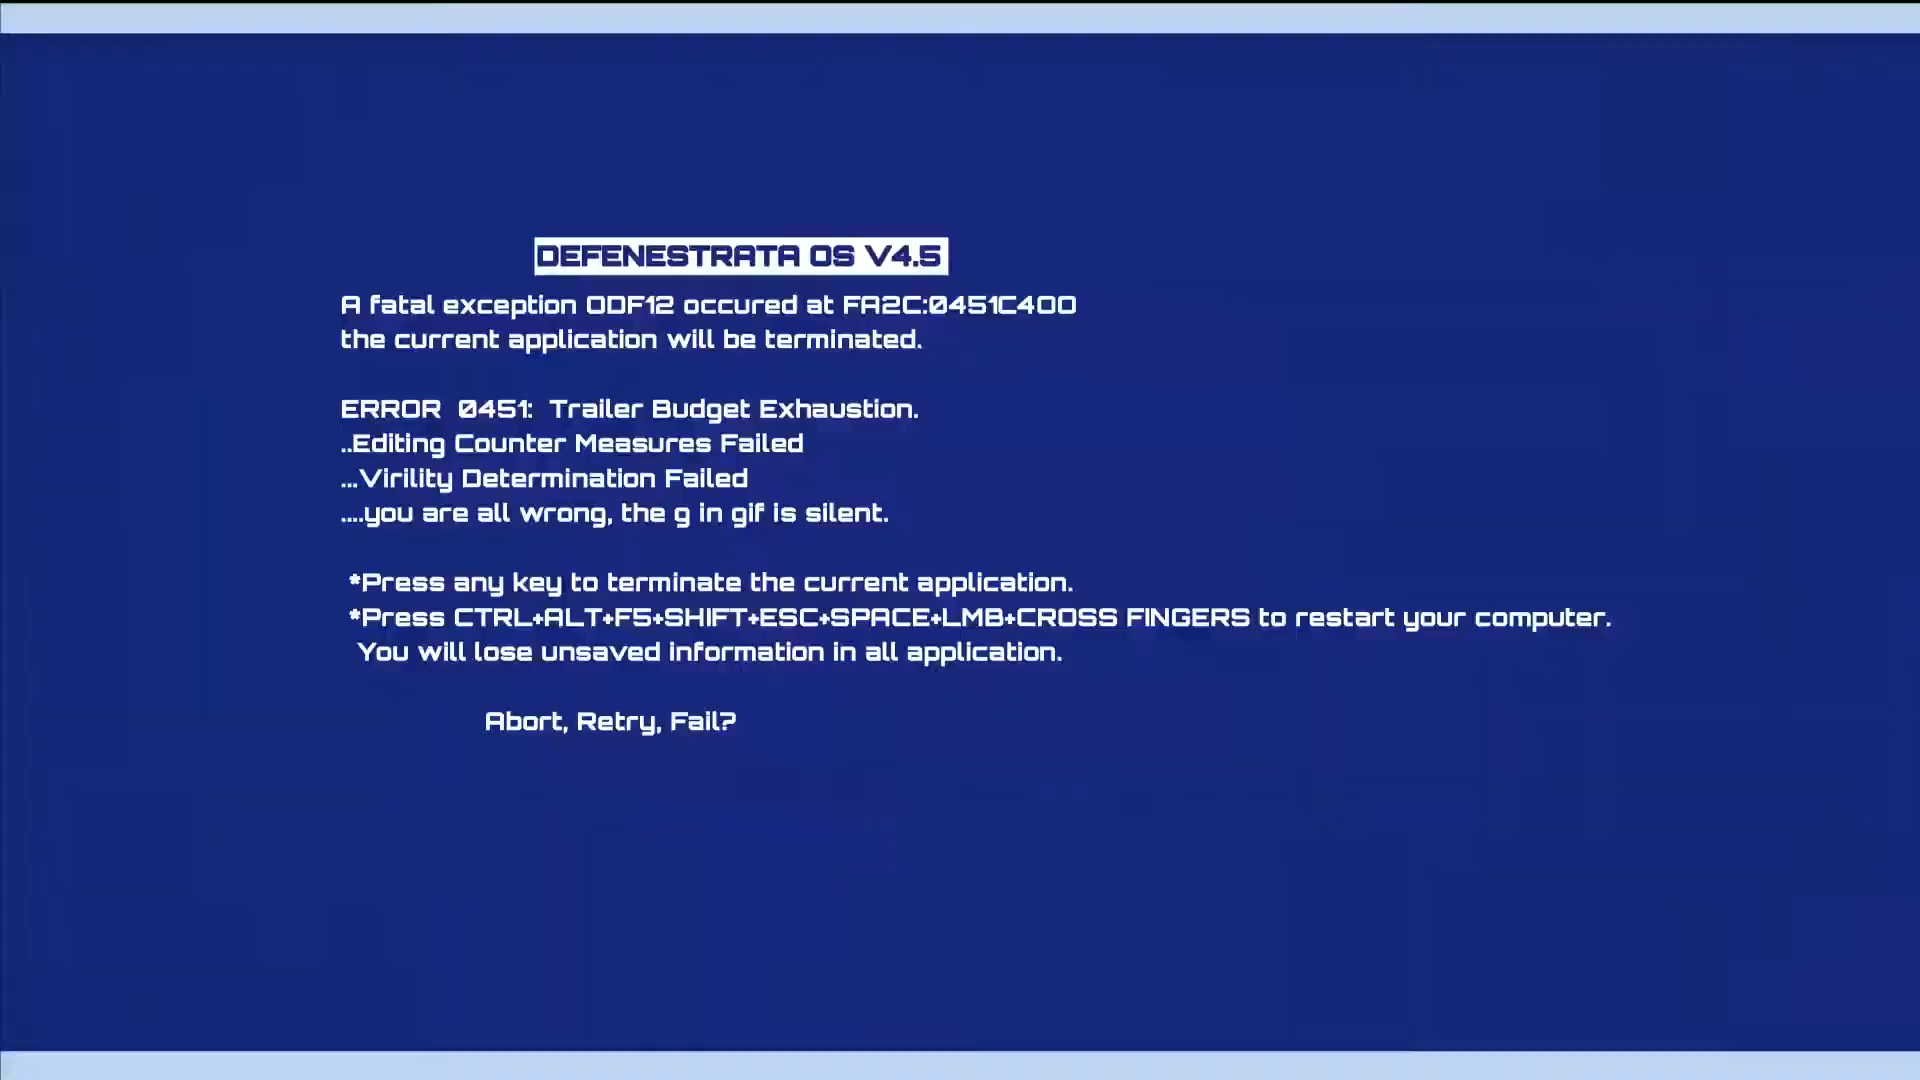 DEFENESTRATA OS V4.5
A fatal exception 0DF12 occured at FA2C:0451C400
the current application will be terminated.
ERROR 0451: Trailer Budget Exhaustion.
..Editing Counter Measures Failed
...Virility Determination Failed
....you are all wrong, the g in gif is silent.
*Press any key to terminate the current application.
*Press CTRL+ALT+F5+SHIFT+ESC+SPACE+LMB+CROSS FINGERS to restart your computer.
You will lose unsaved information in all application.
Abort, Retry, Fail?